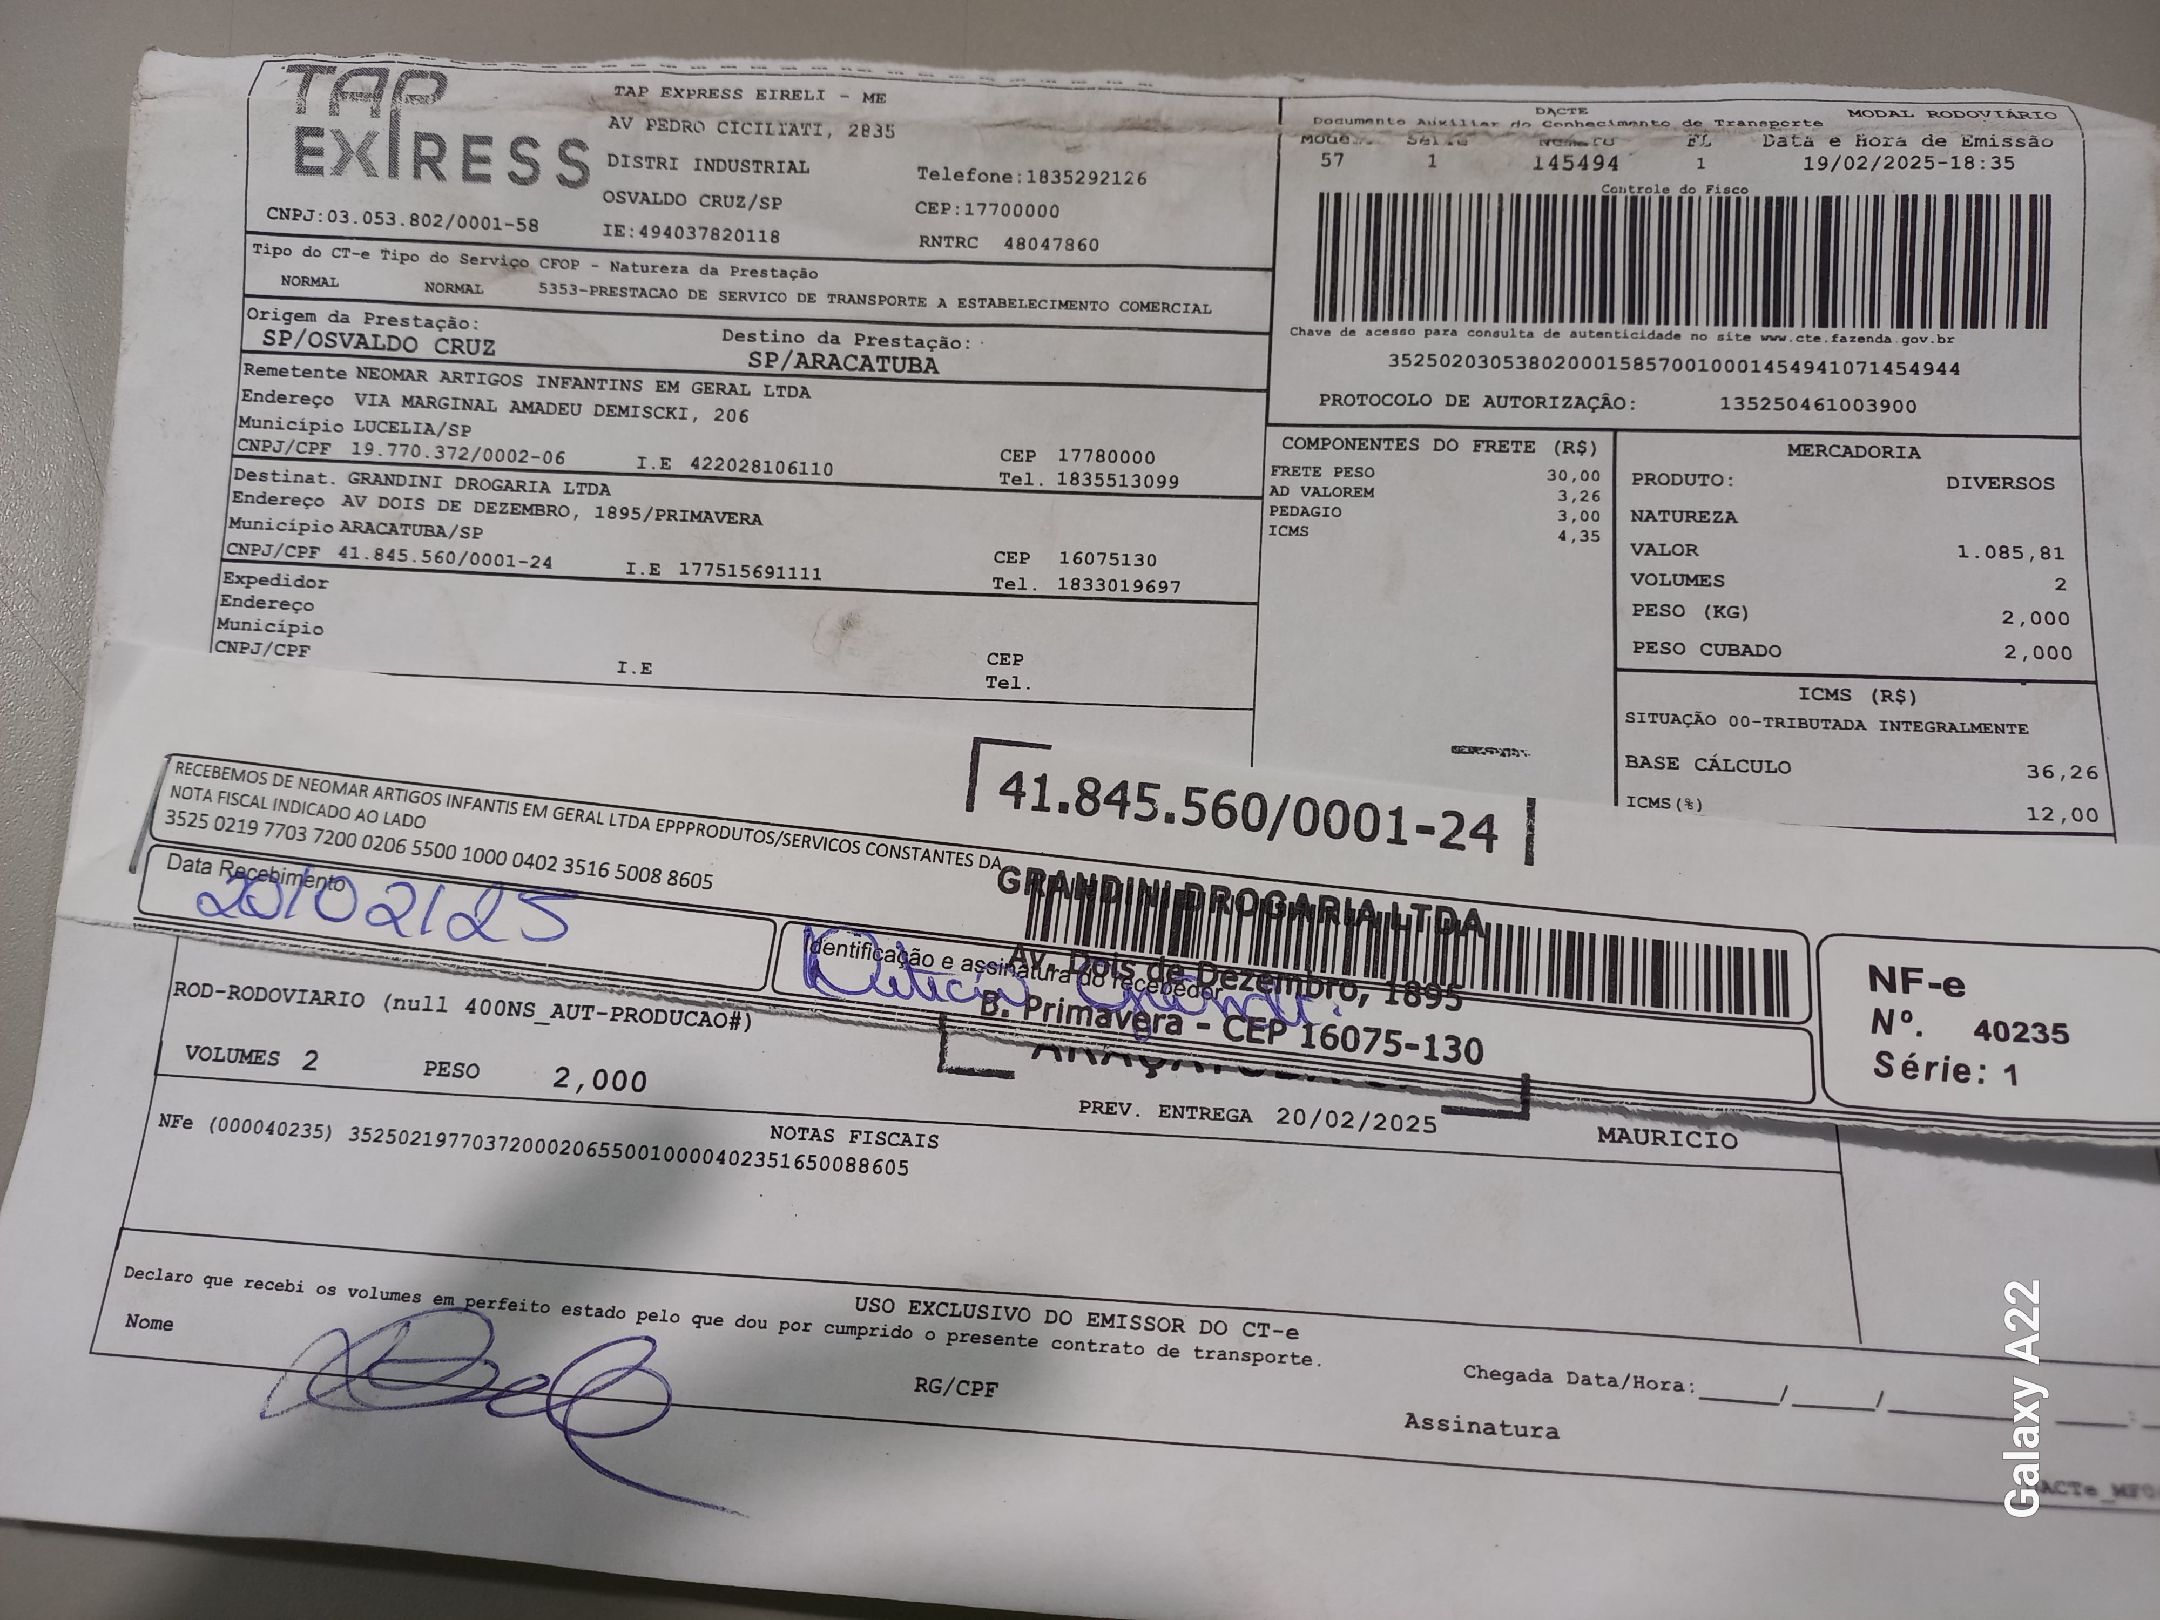 TAP EXPRESS
TAP EXPRESS EIRELI - ME
AV PEDRO CICILIATI, 2835
DISTRI INDUSTRIAL
Telefone:1835292126
OSVALDO CRUZ/SP
CEP:17700000
CNPJ:03.053.802/0001-58
IE:494037820118
RNTRC 48047860
DACTE
MODAL RODOVIÁRIO
Documento Auxiliar do Conhecimento de Transporte
FL Data e Hora de Emissão
57 1 145494 1 19/02/2025-18:35
Controle do Fisco
Chave de acesso para consulta de autenticidade no site www.cte.fazenda.gov.br
35250203053802000158570010001454941071454944
PROTOCOLO DE AUTORIZAÇÃO: 135250461003900
Tipo do CT-e Tipo do Serviço CFOP - Natureza da Prestação
NORMAL NORMAL 5353-PRESTACAO DE SERVICO DE TRANSPORTE A ESTABELECIMENTO COMERCIAL
Origem da Prestação: Destino da Prestação:
SP/OSVALDO CRUZ SP/ARACATUBA
Remetente NEOMAR ARTIGOS INFANTINS EM GERAL LTDA
Endereço VIA MARGINAL AMADEU DEMISCKI, 206
Município LUCELIA/SP CEP 17780000
CNPJ/CPF 19.770.372/0002-06 I.E 422028106110 Tel. 1835513099
Destinat. GRANDINI DROGARIA LTDA
Endereço AV DOIS DE DEZEMBRO, 1895/PRIMAVERA
Município ARACATUBA/SP CEP 16075130
CNPJ/CPF 41.845.560/0001-24 I.E 177515691111 Tel. 1833019697
Expedidor
Endereço
Município CEP
CNPJ/CPF I.E Tel.
COMPONENTES DO FRETE (R$)
FRETE PESO 30,00
AD VALOREM 3,26
PEDAGIO 3,00
ICMS 4,35
MERCADORIA
PRODUTO: DIVERSOS
NATUREZA
VALOR 1.085,81
VOLUMES 2
PESO (KG) 2,000
PESO CUBADO 2,000
ICMS (R$)
SITUAÇÃO 00-TRIBUTADA INTEGRALMENTE
BASE CÁLCULO 36,26
ICMS(%) 12,00
RECEBEMOS DE NEOMAR ARTIGOS INFANTIS EM GERAL LTDA EPPPRODUTOS/SERVICOS CONSTANTES DA
NOTA FISCAL INDICADO AO LADO
3525 0219 7703 7200 0206 5500 1000 0402 3516 5008 8605
41.845.560/0001-24
GRANDINI DROGARIA LTDA
Av. Dois de Dezembro, 1895
B. Primavera - CEP 16075-130
Data Recebimento
20/02/25
Identificação e assinatura do recebedor
NF-e
Nº. 40235
Série: 1
ROD-RODOVIARIO (null 400NS_AUT-PRODUCAO#)
VOLUMES 2 PESO 2,000
PREV. ENTREGA 20/02/2025 MAURICIO
NOTAS FISCAIS
NFe (000040235) 35250219770372000206550010000402351650088605
USO EXCLUSIVO DO EMISSOR DO CT-e
Declaro que recebi os volumes em perfeito estado pelo que dou por cumprido o presente contrato de transporte.
Nome RG/CPF Chegada Data/Hora:____/____/
Assinatura
Galaxy A22